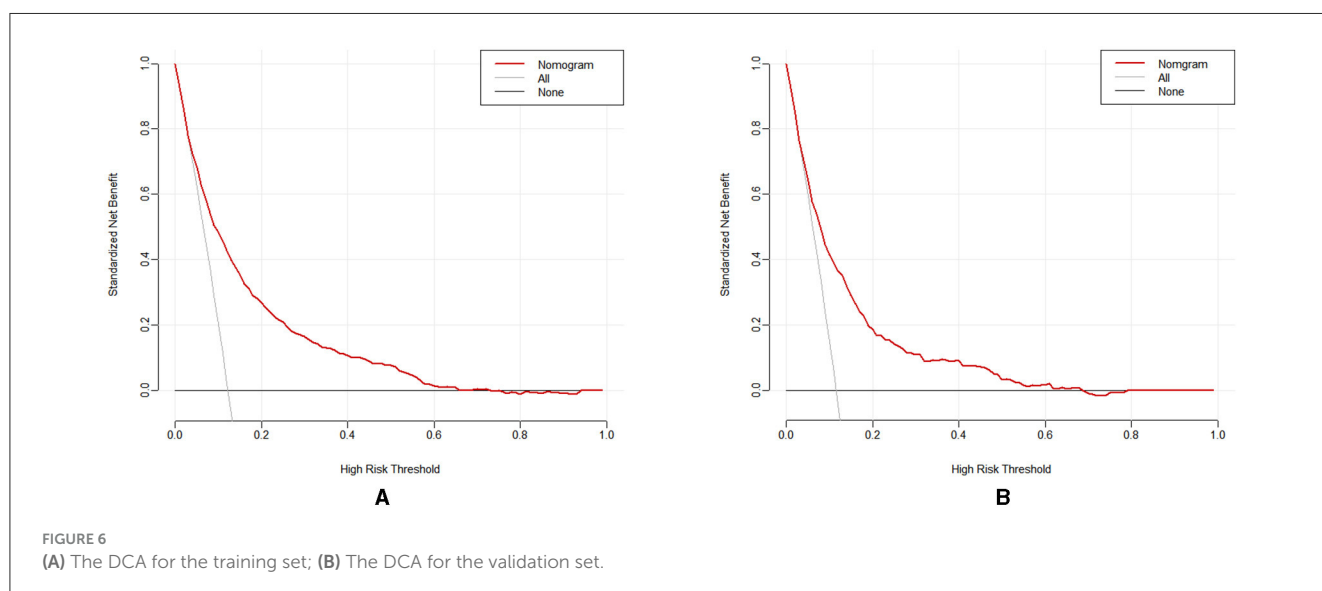 Nomogram
All
None
1.0
0.8
0.6
0.4
0.2
0.0
Standardized Net Benefit
0.0 0.2 0.4 0.6 0.8 1.0
High Risk Threshold
A
Nomgram
All
None
1.0
0.8
0.6
0.4
0.2
0.0
Standardized Net Benefit
0.0 0.2 0.4 0.6 0.8 1.0
High Risk Threshold
B
FIGURE 6
(A) The DCA for the training set; (B) The DCA for the validation set.